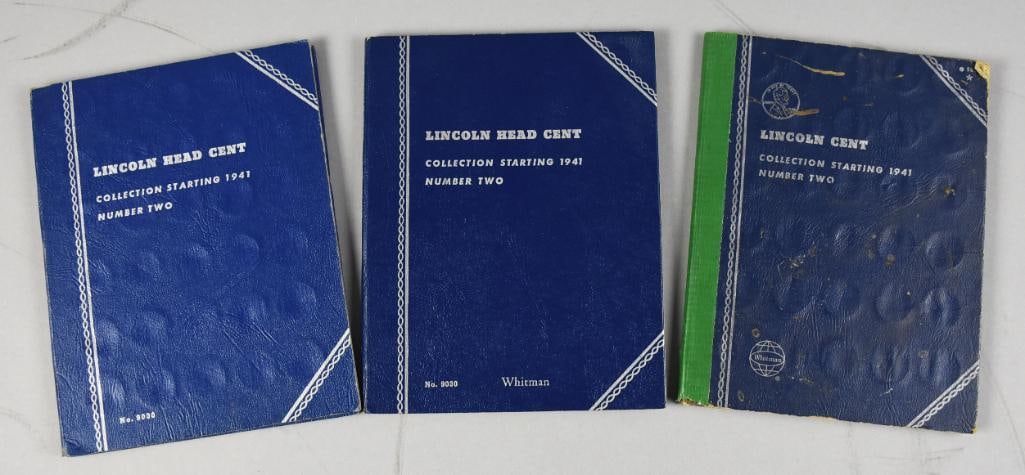 LINCOLN HEAD CENT
COLLECTION STARTING 1941
NUMBER TWO
No. 9030
LINCOLN HEAD CENT
COLLECTION STARTING 1941
NUMBER TWO
No. 9030 Whitman
LINCOLN CENT
COLLECTION STARTING 1941
NUMBER TWO
Whitman